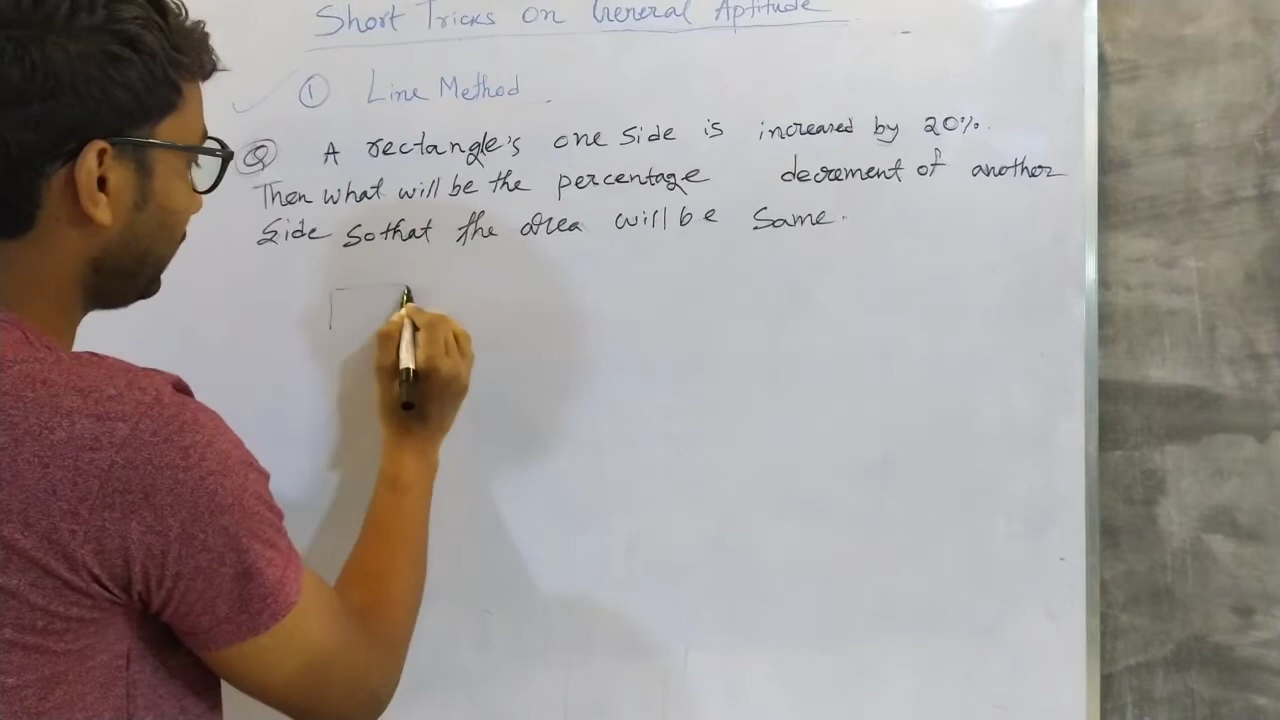 Short Tricks on General Aptitude
① Line Method.
Q A rectangle's one side is increased by 20%.
Then what will be the percentage decrement of another
side so that the area will be same.